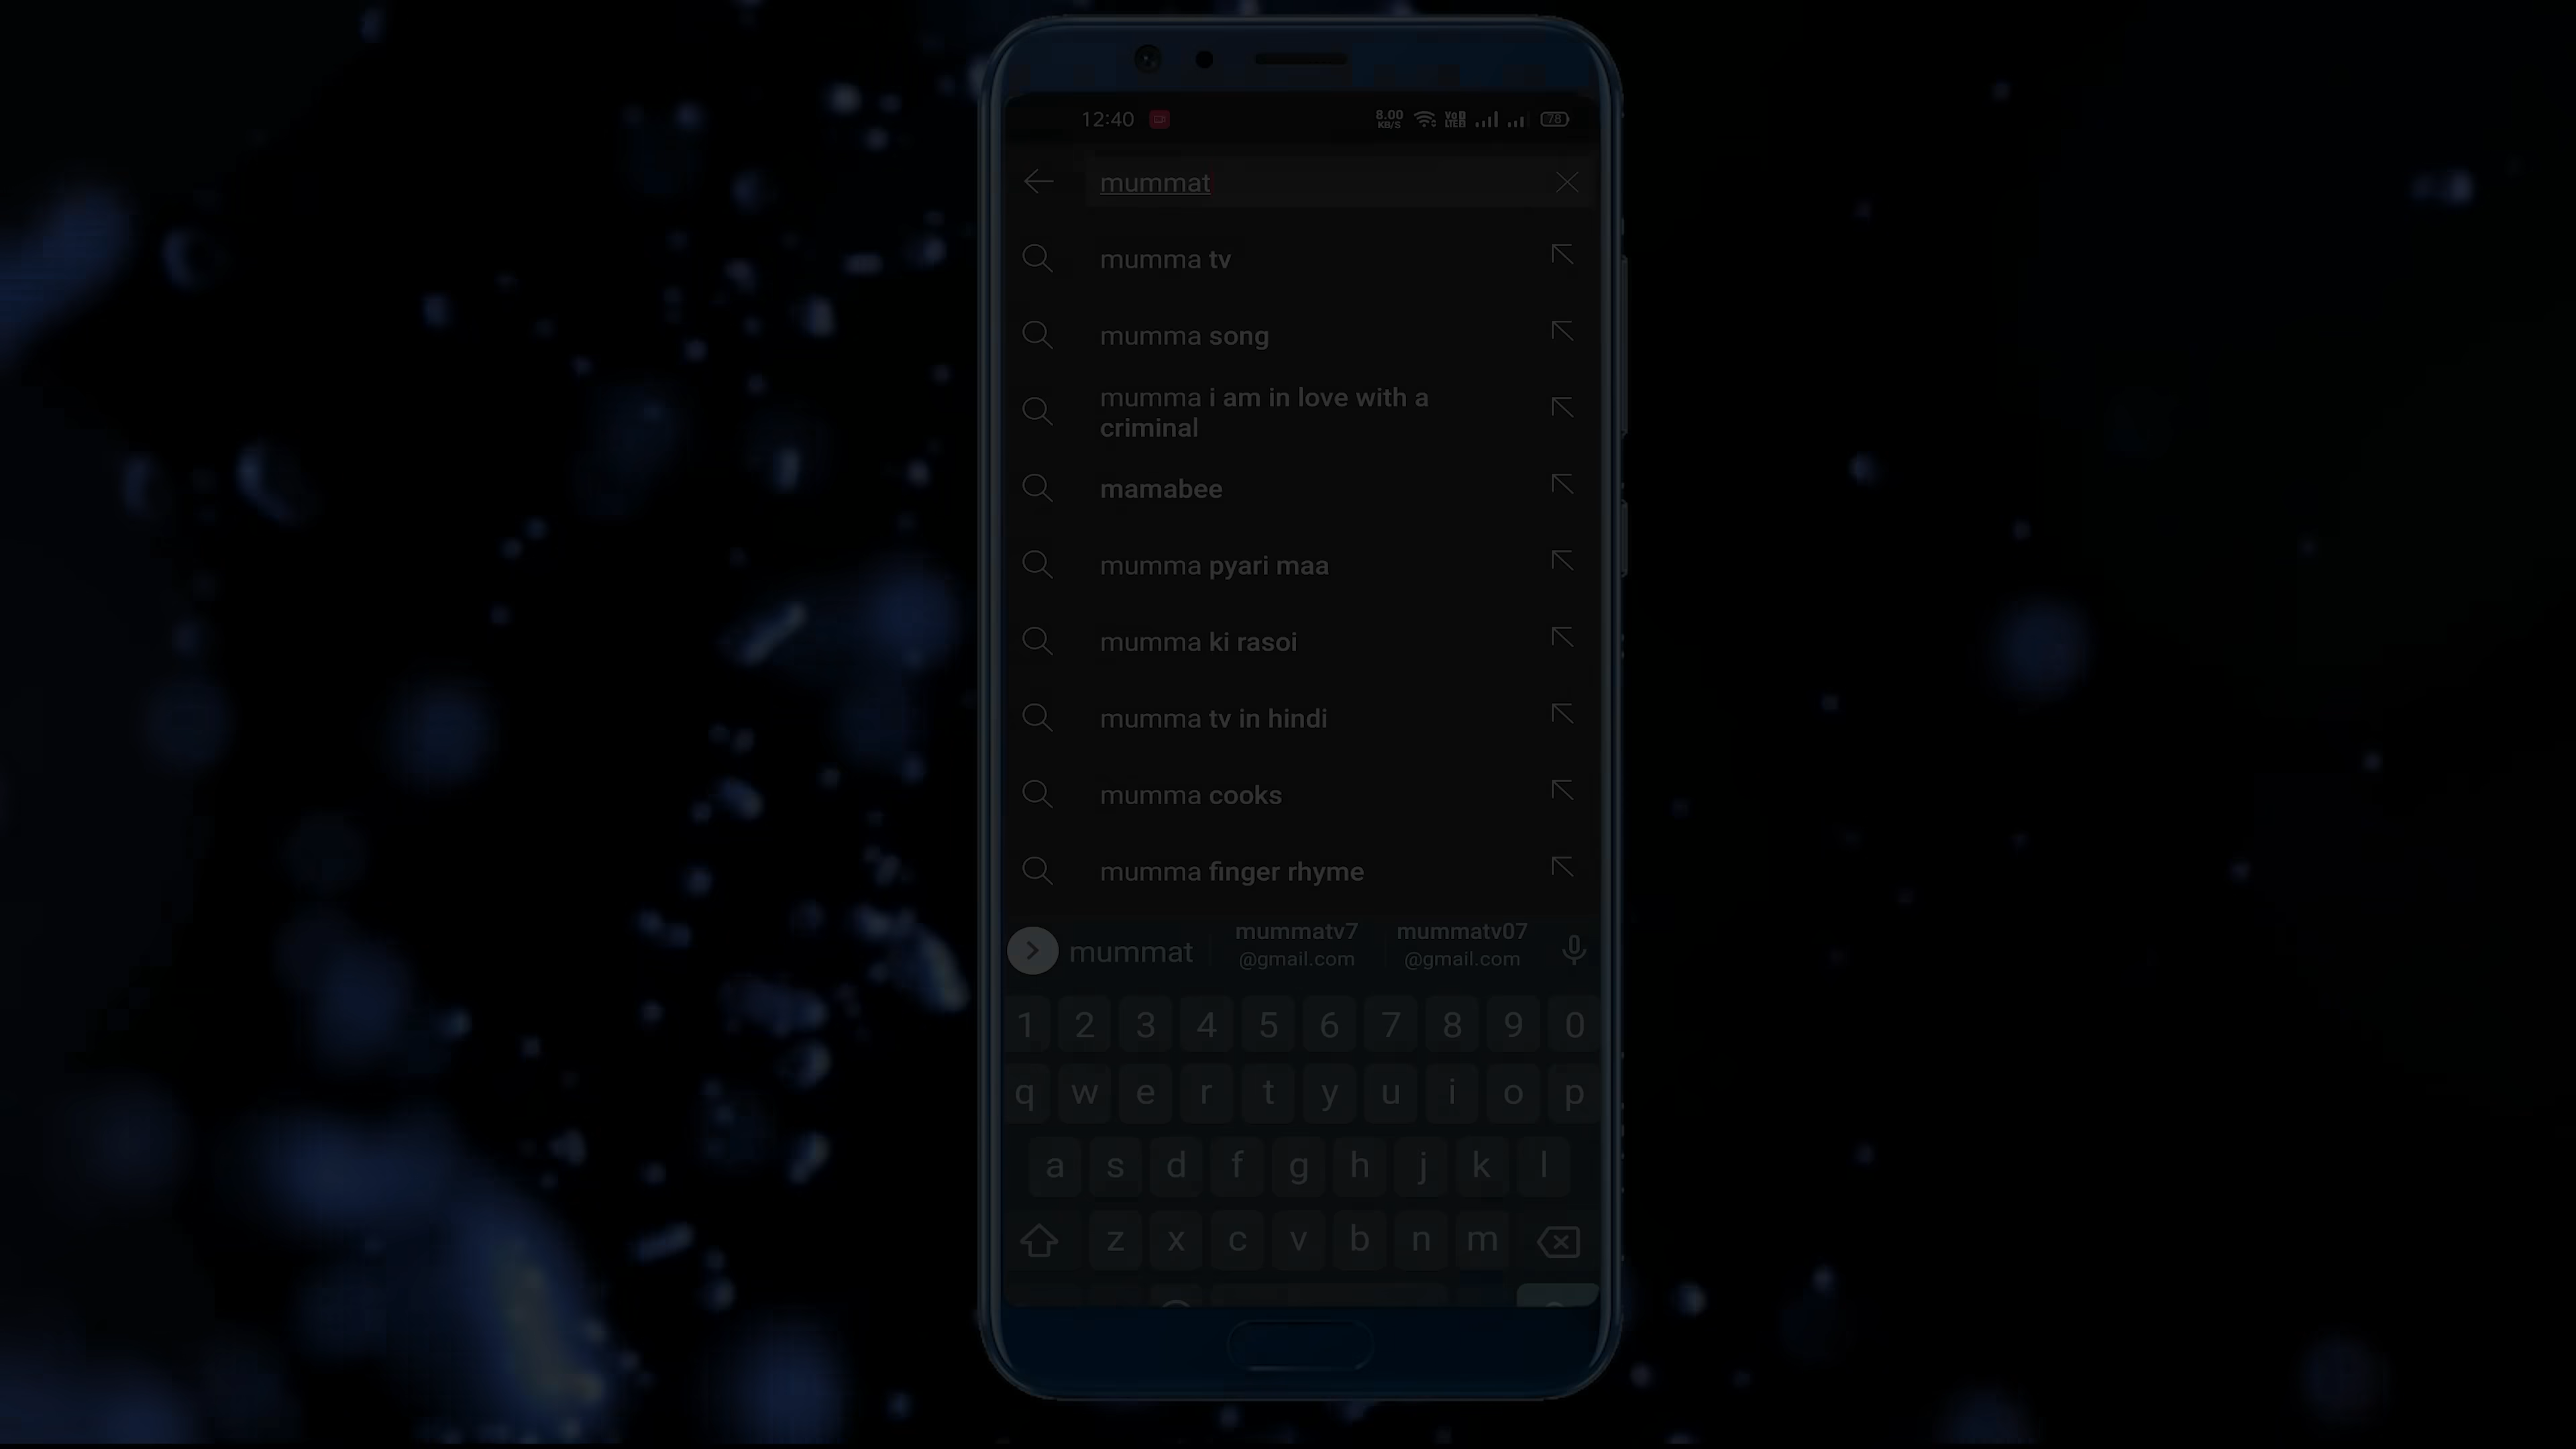 12:40 8.00 KB/S VoLTE 78
mummat
mumma tv
mumma song
mumma i am in love with a
criminal
mamabee
mumma pyari maa
mumma ki rasoi
mumma tv in hindi
mumma cooks
mumma finger rhyme
mummat mummatv7 mummatv07
@gmail.com @gmail.com
1 2 3 4 5 6 7 8 9 0
q w e r t y u i o p
a s d f g h j k l
z x c v b n m